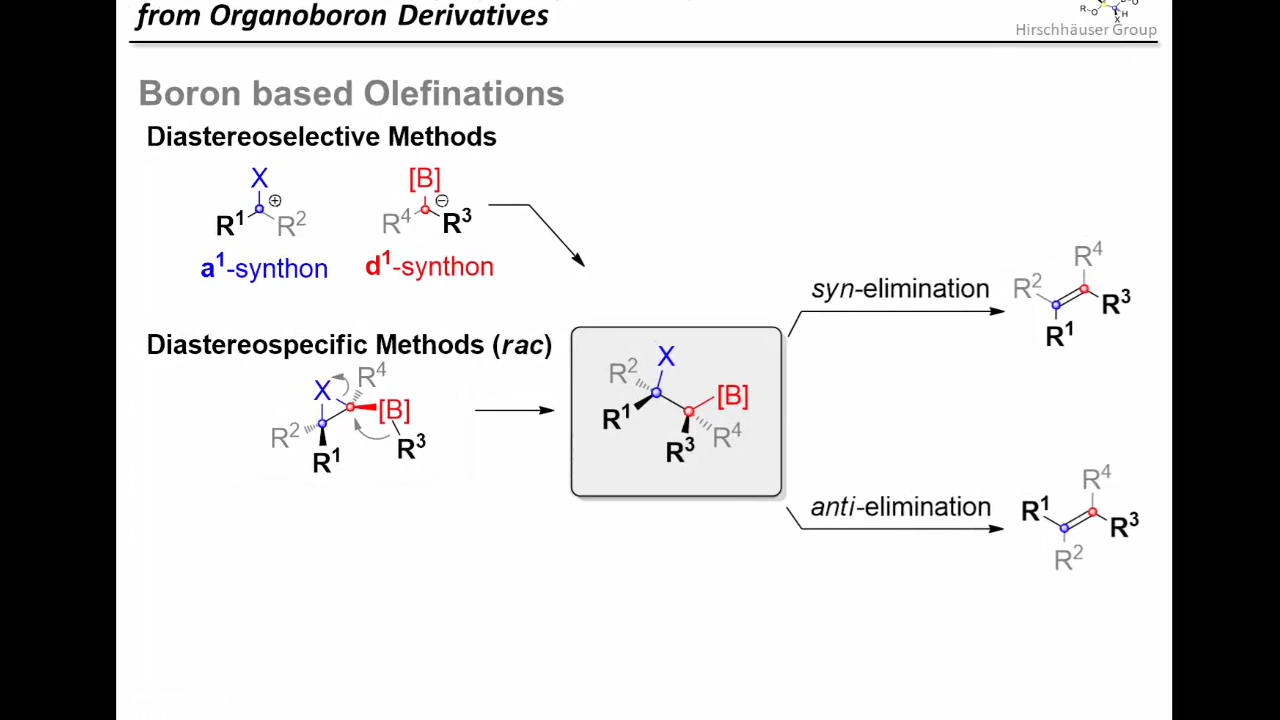 from Organoboron Derivatives
R O H X
Hirschhäuser Group
Boron based Olefinations
Diastereoselective Methods
X [B]
⊕ ⊖
R¹ R² R⁴ R³
a¹-synthon d¹-synthon
R⁴
syn-elimination R² R³
R¹
Diastereospecific Methods (rac)
X R⁴ [B]
R² R¹ R³
X
R² [B]
R¹ R³ R⁴
R⁴
anti-elimination R¹ R³
R²